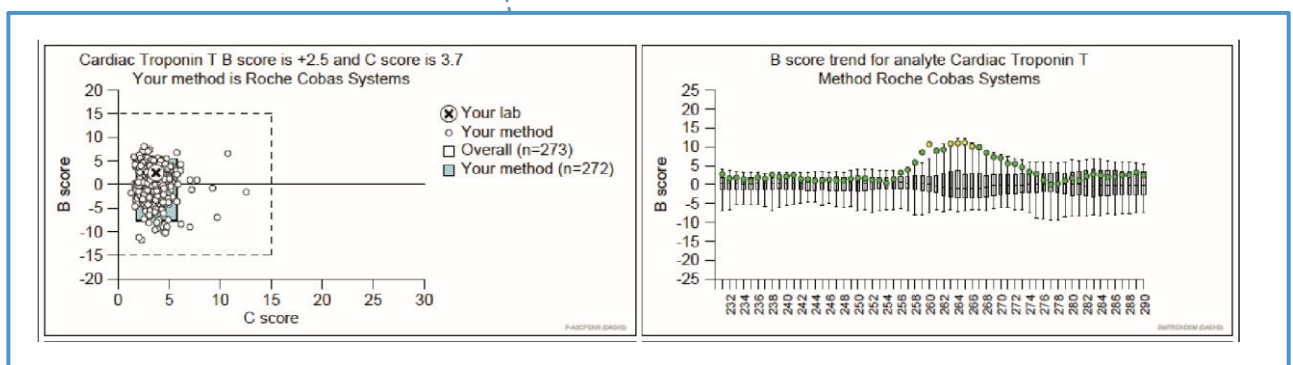 Cardiac Troponin T B score is +2.5 and C score is 3.7
Your method is Roche Cobas Systems
20
15
10
5
0
-5
-10
-15
-20
B score
0 5 10 15 20 25 30
C score
Your lab
Your method
Overall (n=273)
Your method (n=272)
B score trend for analyte Cardiac Troponin T
Method Roche Cobas Systems
25
20
15
10
5
0
-5
-10
-15
-20
-25
B score
232 234 236 238 240 242 244 246 248 250 252 254 256 258 260 262 264 266 268 270 272 274 276 278 280 282 284 286 288 290